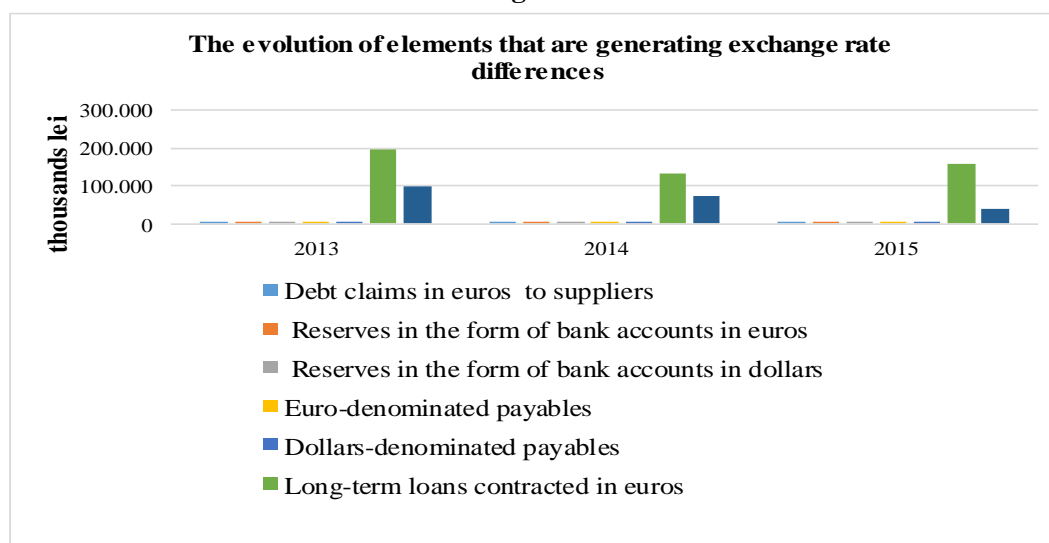 The evolution of elements that are generating exchange rate
differences
thousands lei
300.000
200.000
100.000
0
2013 2014 2015
Debt claims in euros to suppliers
Reserves in the form of bank accounts in euros
Reserves in the form of bank accounts in dollars
Euro-denominated payables
Dollars-denominated payables
Long-term loans contracted in euros